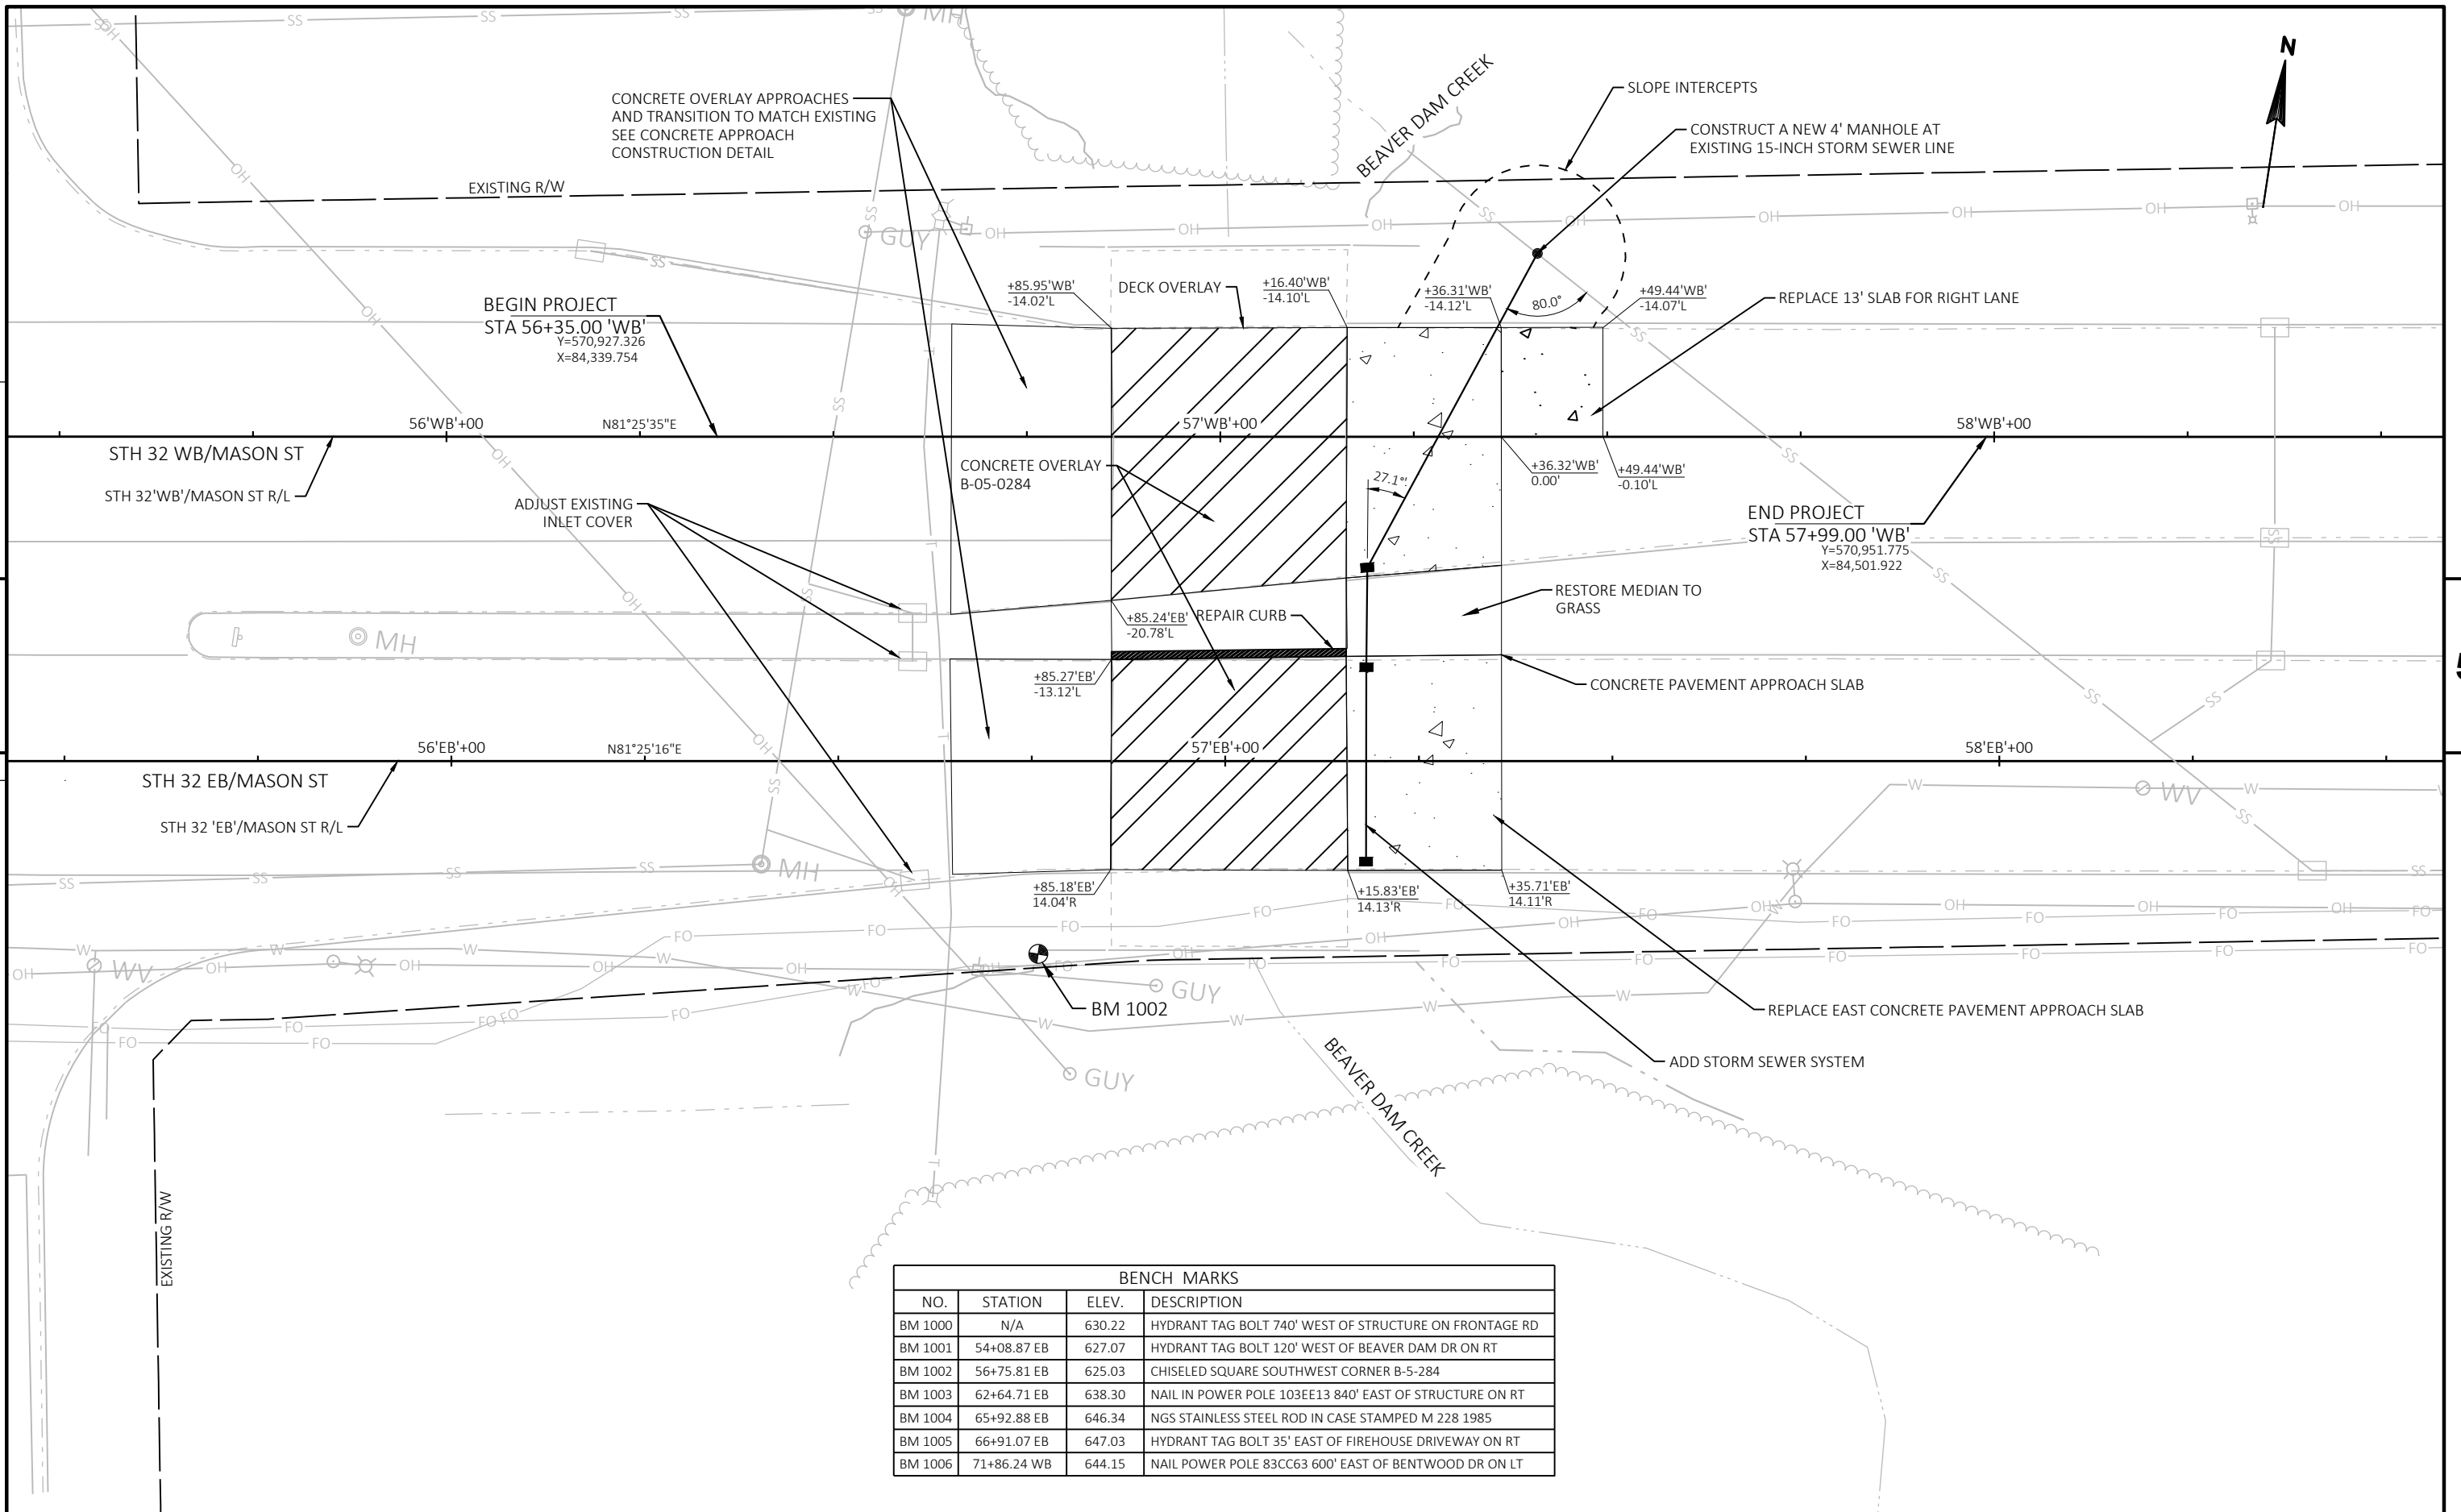 MH
N
CONCRETE OVERLAY APPROACHES
AND TRANSITION TO MATCH EXISTING
SEE CONCRETE APPROACH
CONSTRUCTION DETAIL
BEAVER DAM CREEK
SLOPE INTERCEPTS
CONSTRUCT A NEW 4' MANHOLE AT
EXISTING 15-INCH STORM SEWER LINE
EXISTING R/W
GUY
BEGIN PROJECT
STA 56+35.00 'WB'
Y=570,927.326
X=84,339.754
+85.95'WB'
-14.02'L
DECK OVERLAY
+16.40'WB'
-14.10'L
+36.31'WB'
-14.12'L
80.0°
+49.44'WB'
-14.07'L
REPLACE 13' SLAB FOR RIGHT LANE
56'WB'+00
N81°25'35"E
57'WB'+00
58'WB'+00
STH 32 WB/MASON ST
STH 32'WB'/MASON ST R/L
CONCRETE OVERLAY
B-05-0284
27.1°
+36.32'WB'
0.00'
+49.44'WB'
-0.10'L
ADJUST EXISTING
INLET COVER
END PROJECT
STA 57+99.00 'WB'
Y=570,951.775
X=84,501.922
RESTORE MEDIAN TO
GRASS
+85.24'EB'
-20.78'L
REPAIR CURB
MH
+85.27'EB'
-13.12'L
CONCRETE PAVEMENT APPROACH SLAB
56'EB'+00
N81°25'16"E
57'EB'+00
58'EB'+00
STH 32 EB/MASON ST
STH 32 'EB'/MASON ST R/L
WV
MH
+85.18'EB'
14.04'R
+15.83'EB'
14.13'R
+35.71'EB'
14.11'R
WV
GUY
BM 1002
REPLACE EAST CONCRETE PAVEMENT APPROACH SLAB
ADD STORM SEWER SYSTEM
GUY
BEAVER DAM CREEK
EXISTING R/W
BENCH MARKS
NO. STATION ELEV. DESCRIPTION
BM 1000 N/A 630.22 HYDRANT TAG BOLT 740' WEST OF STRUCTURE ON FRONTAGE RD
BM 1001 54+08.87 EB 627.07 HYDRANT TAG BOLT 120' WEST OF BEAVER DAM DR ON RT
BM 1002 56+75.81 EB 625.03 CHISELED SQUARE SOUTHWEST CORNER B-5-284
BM 1003 62+64.71 EB 638.30 NAIL IN POWER POLE 103EE13 840' EAST OF STRUCTURE ON RT
BM 1004 65+92.88 EB 646.34 NGS STAINLESS STEEL ROD IN CASE STAMPED M 228 1985
BM 1005 66+91.07 EB 647.03 HYDRANT TAG BOLT 35' EAST OF FIREHOUSE DRIVEWAY ON RT
BM 1006 71+86.24 WB 644.15 NAIL POWER POLE 83CC63 600' EAST OF BENTWOOD DR ON LT